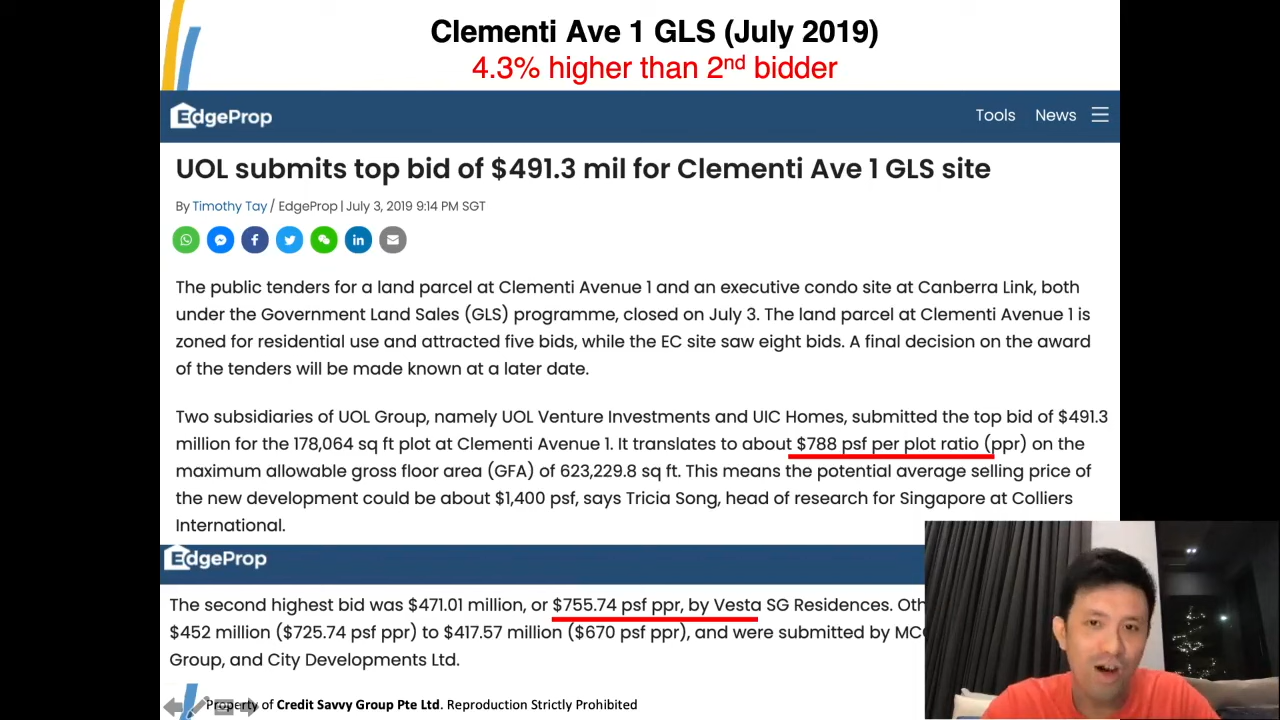 Clementi Ave 1 GLS (July 2019)
4.3% higher than 2nd bidder
EdgeProp
Tools News
UOL submits top bid of $491.3 mil for Clementi Ave 1 GLS site
By Timothy Tay / EdgeProp | July 3, 2019 9:14 PM SGT
The public tenders for a land parcel at Clementi Avenue 1 and an executive condo site at Canberra Link, both
under the Government Land Sales (GLS) programme, closed on July 3. The land parcel at Clementi Avenue 1 is
zoned for residential use and attracted five bids, while the EC site saw eight bids. A final decision on the award
of the tenders will be made known at a later date.
Two subsidiaries of UOL Group, namely UOL Venture Investments and UIC Homes, submitted the top bid of $491.3
million for the 178,064 sq ft plot at Clementi Avenue 1. It translates to about $788 psf per plot ratio (ppr) on the
maximum allowable gross floor area (GFA) of 623,229.8 sq ft. This means the potential average selling price of
the new development could be about $1,400 psf, says Tricia Song, head of research for Singapore at Colliers
International.
EdgeProp
The second highest bid was $471.01 million, or $755.74 psf ppr, by Vesta SG Residences.
$452 million ($725.74 psf ppr) to $417.57 million ($670 psf ppr), and were submitted by
Group, and City Developments Ltd.
Property of Credit Savvy Group Pte Ltd. Reproduction Strictly Prohibited